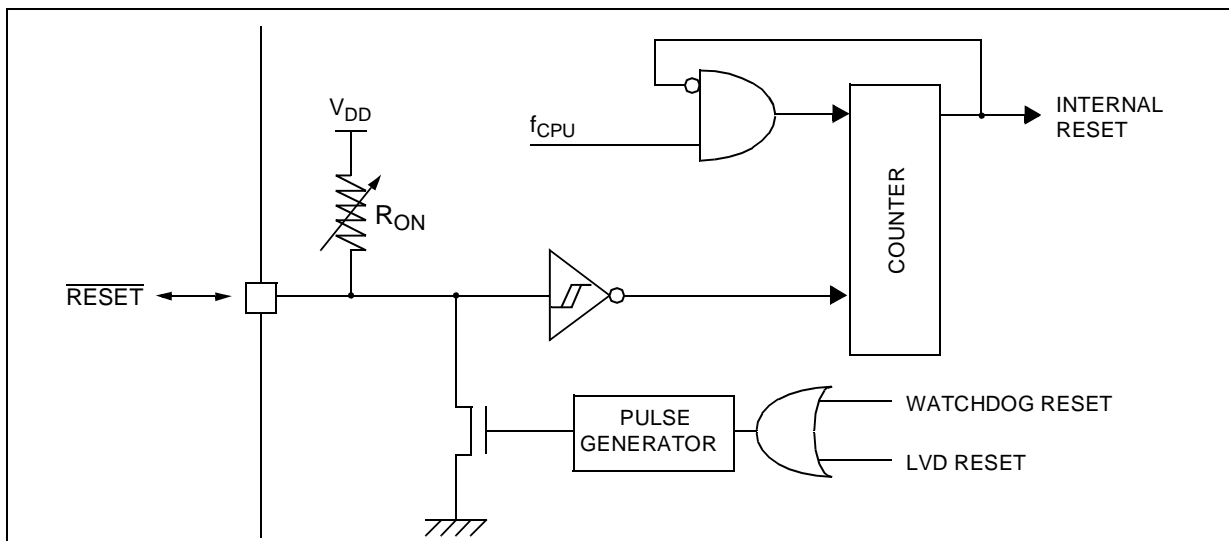 V_DD
f_CPU
INTERNAL
RESET
R_ON
COUNTER
RESET
PULSE
GENERATOR
WATCHDOG RESET
LVD RESET